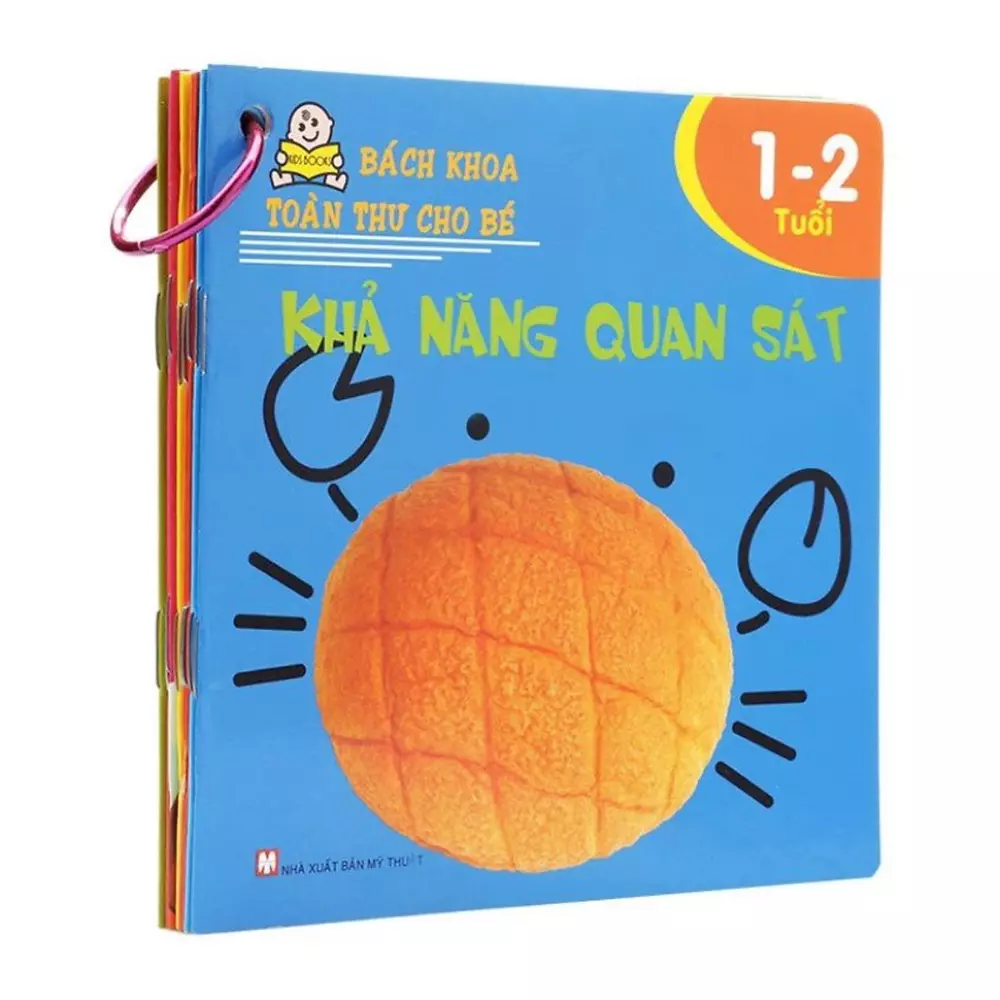 KIDS BOOKS
BÁCH KHOA
TOÀN THƯ CHO BÉ
1-2
Tuổi
KHẢ NĂNG QUAN SÁT
NHÀ XUẤT BẢN MỸ THUẬT